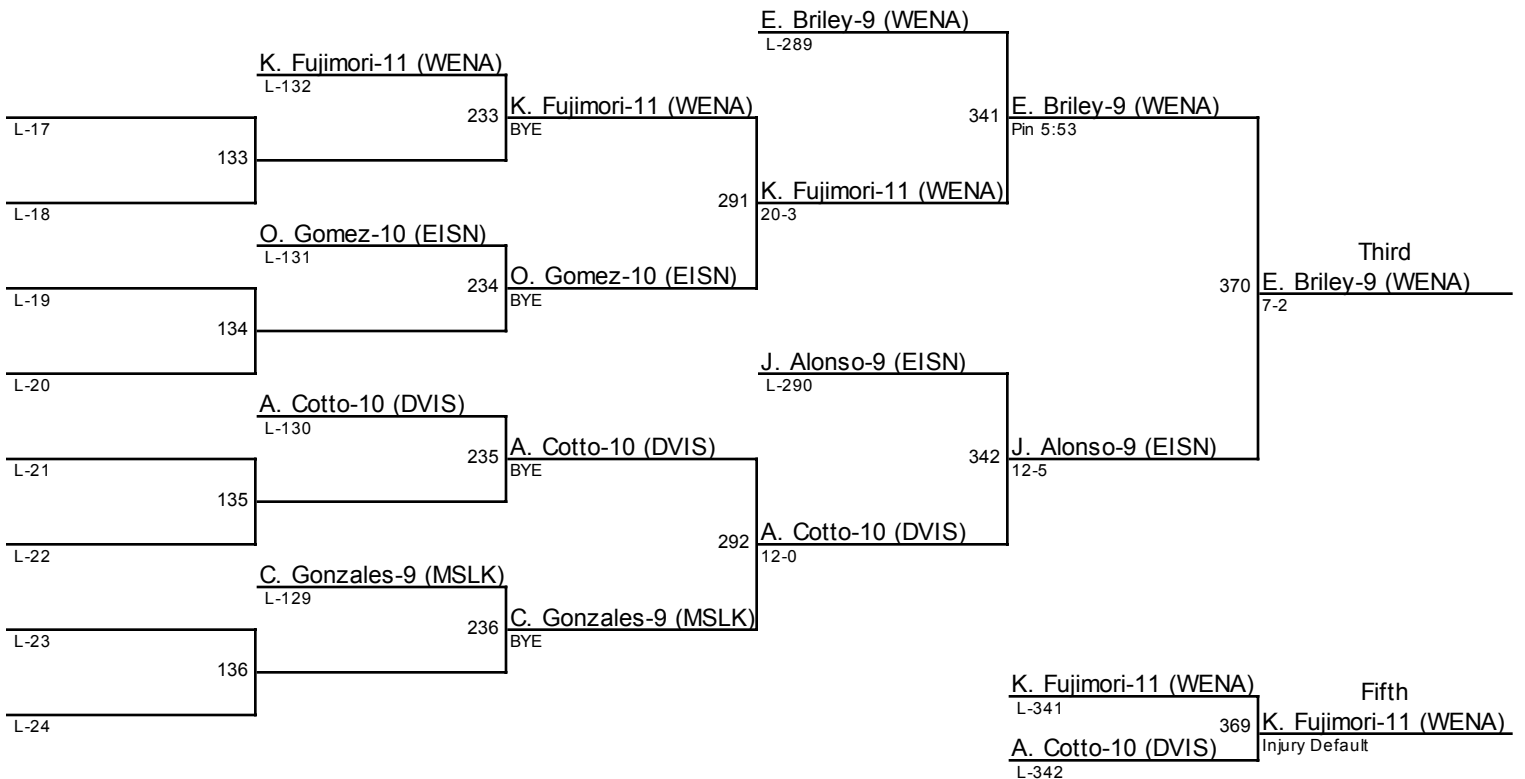 E. Briley-9 (WENA)
L-289
K. Fujimori-11 (WENA)
L-132
233
K. Fujimori-11 (WENA)
BYE
341
E. Briley-9 (WENA)
Pin 5:53
L-17
133
L-18
291
K. Fujimori-11 (WENA)
20-3
O. Gomez-10 (EISN)
L-131
234
O. Gomez-10 (EISN)
BYE
L-19
134
L-20
Third
370
E. Briley-9 (WENA)
7-2
J. Alonso-9 (EISN)
L-290
A. Cotto-10 (DVIS)
L-130
235
A. Cotto-10 (DVIS)
BYE
342
J. Alonso-9 (EISN)
12-5
L-21
135
L-22
292
A. Cotto-10 (DVIS)
12-0
C. Gonzales-9 (MSLK)
L-129
236
C. Gonzales-9 (MSLK)
BYE
L-23
136
L-24
K. Fujimori-11 (WENA)
L-341
Fifth
369
K. Fujimori-11 (WENA)
Injury Default
A. Cotto-10 (DVIS)
L-342